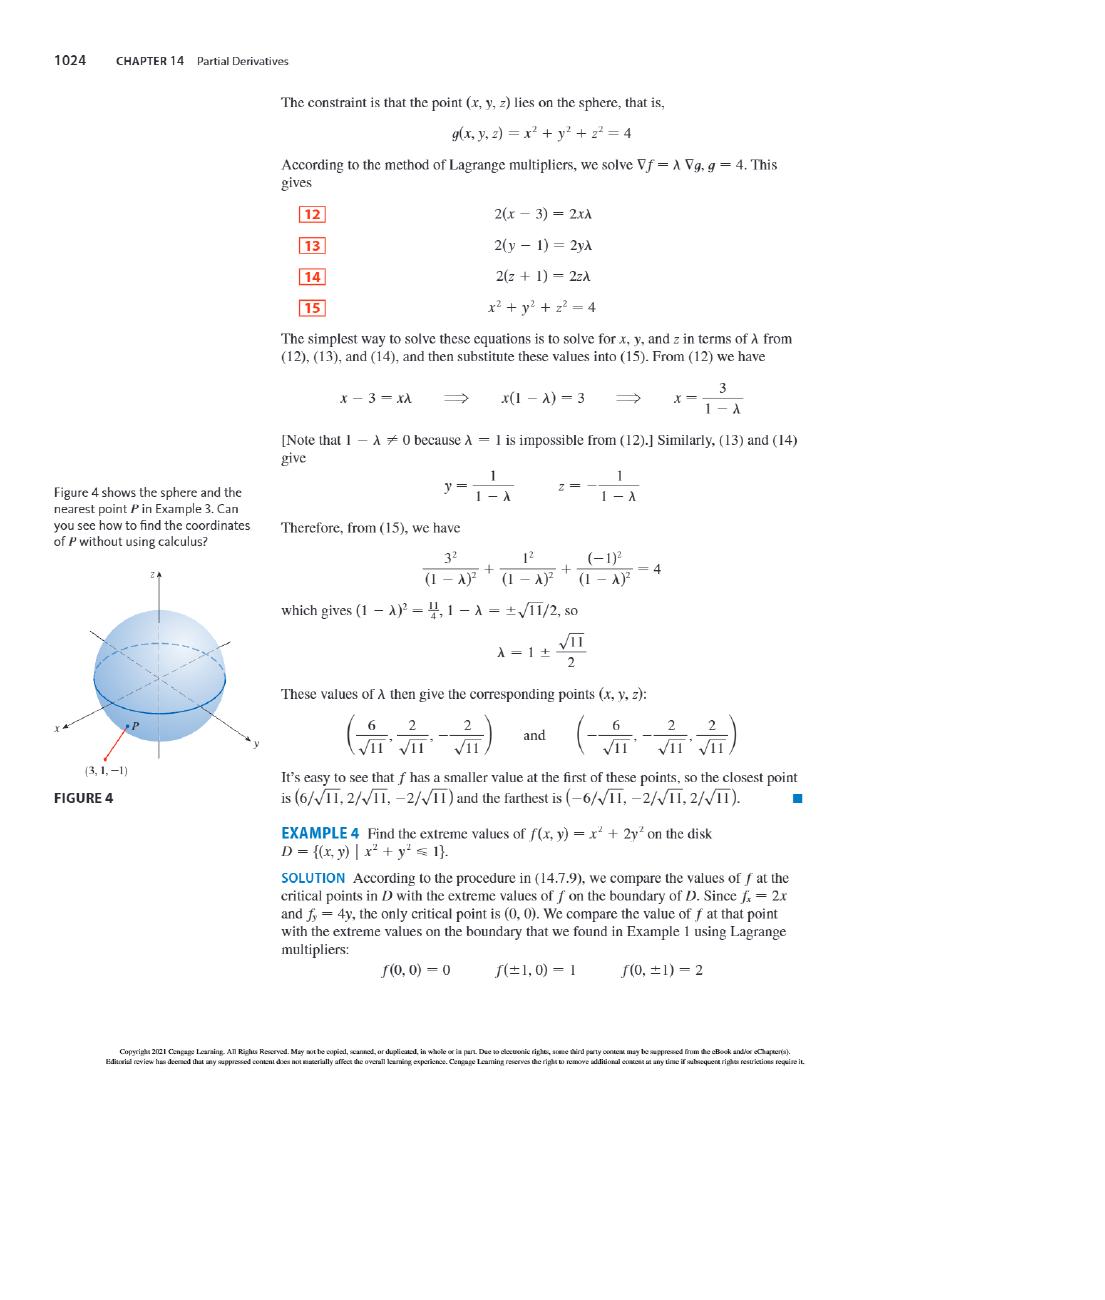 1024 CHAPTER 14 Partial Derivatives
The constraint is that the point (x, y, z) lies on the sphere, that is,
g(x, y, z) = x² + y² + z² = 4
According to the method of Lagrange multipliers, we solve ∇f = λ ∇g, g = 4. This
gives
12 2(x − 3) = 2xλ
13 2(y − 1) = 2yλ
14 2(z + 1) = 2zλ
15 x² + y² + z² = 4
The simplest way to solve these equations is to solve for x, y, and z in terms of λ from
(12), (13), and (14), and then substitute these values into (15). From (12) we have
x − 3 = xλ ⟹ x(1 − λ) = 3 ⟹ x = 3/(1 − λ)
[Note that 1 − λ ≠ 0 because λ = 1 is impossible from (12).] Similarly, (13) and (14)
give
y = 1/(1 − λ) z = −1/(1 − λ)
Therefore, from (15), we have
3²/(1 − λ)² + 1²/(1 − λ)² + (−1)²/(1 − λ)² = 4
which gives (1 − λ)² = 11/4, 1 − λ = ±√11/2, so
λ = 1 ± √11/2
These values of λ then give the corresponding points (x, y, z):
(6/√11, 2/√11, −2/√11) and (−6/√11, −2/√11, 2/√11)
It's easy to see that f has a smaller value at the first of these points, so the closest point
is (6/√11, 2/√11, −2/√11) and the farthest is (−6/√11, −2/√11, 2/√11).
Figure 4 shows the sphere and the
nearest point P in Example 3. Can
you see how to find the coordinates
of P without using calculus?
z
x
P
y
(3, 1, −1)
FIGURE 4
EXAMPLE 4 Find the extreme values of f(x, y) = x² + 2y² on the disk
D = {(x, y) | x² + y² ⩽ 1}.
SOLUTION According to the procedure in (14.7.9), we compare the values of f at the
critical points in D with the extreme values of f on the boundary of D. Since fₓ = 2x
and f_y = 4y, the only critical point is (0, 0). We compare the value of f at that point
with the extreme values on the boundary that we found in Example 1 using Lagrange
multipliers:
f(0, 0) = 0 f(±1, 0) = 1 f(0, ±1) = 2
Copyright 2021 Cengage Learning. All Rights Reserved. May not be copied, scanned, or duplicated, in whole or in part. Due to electronic rights, some third party content may be suppressed from the eBook and/or eChapter(s).
Editorial review has deemed that any suppressed content does not materially affect the overall learning experience. Cengage Learning reserves the right to remove additional content at any time if subsequent rights restrictions require it.